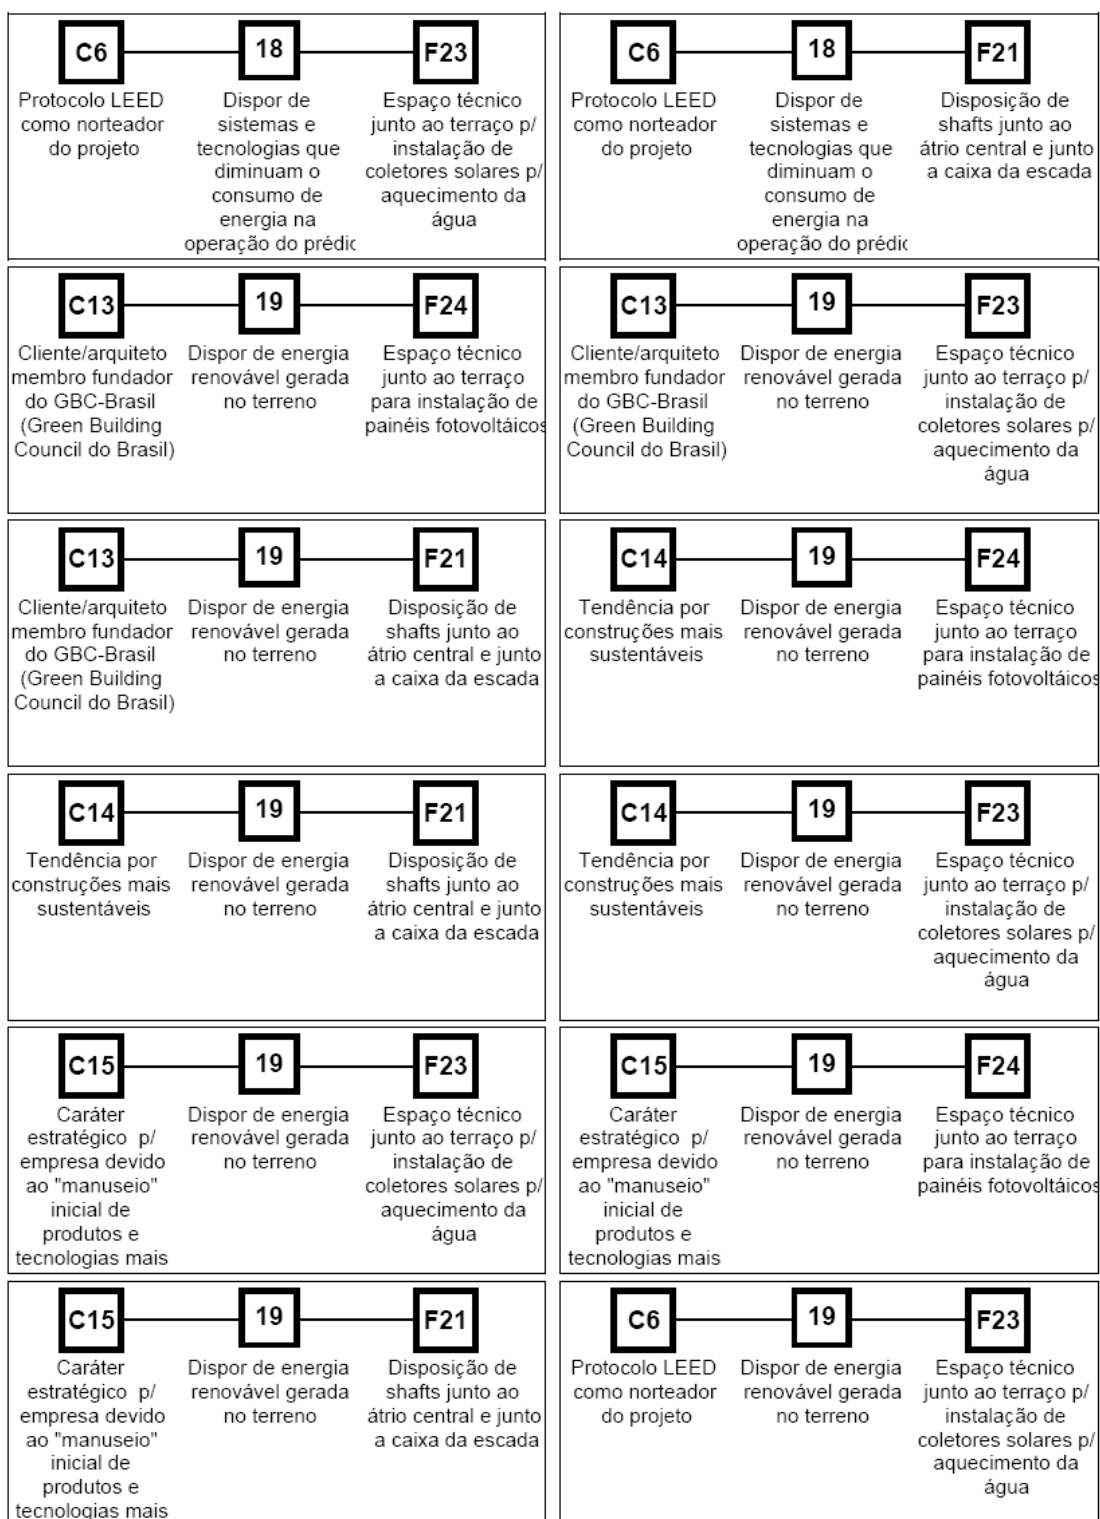 C6
18
F23
Protocolo LEED
como norteador
do projeto
Dispor de
sistemas e
tecnologias que
diminuam o
consumo de
energia na
operação do prédic
Espaço técnico
junto ao terraço p/
instalação de
coletores solares p/
aquecimento da
água
C6
18
F21
Protocolo LEED
como norteador
do projeto
Dispor de
sistemas e
tecnologias que
diminuam o
consumo de
energia na
operação do prédic
Disposição de
shafts junto ao
átrio central e junto
a caixa da escada
C13
19
F24
Cliente/arquiteto
membro fundador
do GBC-Brasil
(Green Building
Council do Brasil)
Dispor de energia
renovável gerada
no terreno
Espaço técnico
junto ao terraço
para instalação de
painéis fotovoltáicos
C13
19
F23
Cliente/arquiteto
membro fundador
do GBC-Brasil
(Green Building
Council do Brasil)
Dispor de energia
renovável gerada
no terreno
Espaço técnico
junto ao terraço p/
instalação de
coletores solares p/
aquecimento da
água
C13
19
F21
Cliente/arquiteto
membro fundador
do GBC-Brasil
(Green Building
Council do Brasil)
Dispor de energia
renovável gerada
no terreno
Disposição de
shafts junto ao
átrio central e junto
a caixa da escada
C14
19
F24
Tendência por
construções mais
sustentáveis
Dispor de energia
renovável gerada
no terreno
Espaço técnico
junto ao terraço
para instalação de
painéis fotovoltáicos
C14
19
F21
Tendência por
construções mais
sustentáveis
Dispor de energia
renovável gerada
no terreno
Disposição de
shafts junto ao
átrio central e junto
a caixa da escada
C14
19
F23
Tendência por
construções mais
sustentáveis
Dispor de energia
renovável gerada
no terreno
Espaço técnico
junto ao terraço p/
instalação de
coletores solares p/
aquecimento da
água
C15
19
F23
Caráter
estratégico p/
empresa devido
ao "manuseio"
inicial de
produtos e
tecnologias mais
Dispor de energia
renovável gerada
no terreno
Espaço técnico
junto ao terraço p/
instalação de
coletores solares p/
aquecimento da
água
C15
19
F24
Caráter
estratégico p/
empresa devido
ao "manuseio"
inicial de
produtos e
tecnologias mais
Dispor de energia
renovável gerada
no terreno
Espaço técnico
junto ao terraço
para instalação de
painéis fotovoltáicos
C15
19
F21
Caráter
estratégico p/
empresa devido
ao "manuseio"
inicial de
produtos e
tecnologias mais
Dispor de energia
renovável gerada
no terreno
Disposição de
shafts junto ao
átrio central e junto
a caixa da escada
C6
19
F23
Protocolo LEED
como norteador
do projeto
Dispor de energia
renovável gerada
no terreno
Espaço técnico
junto ao terraço p/
instalação de
coletores solares p/
aquecimento da
água